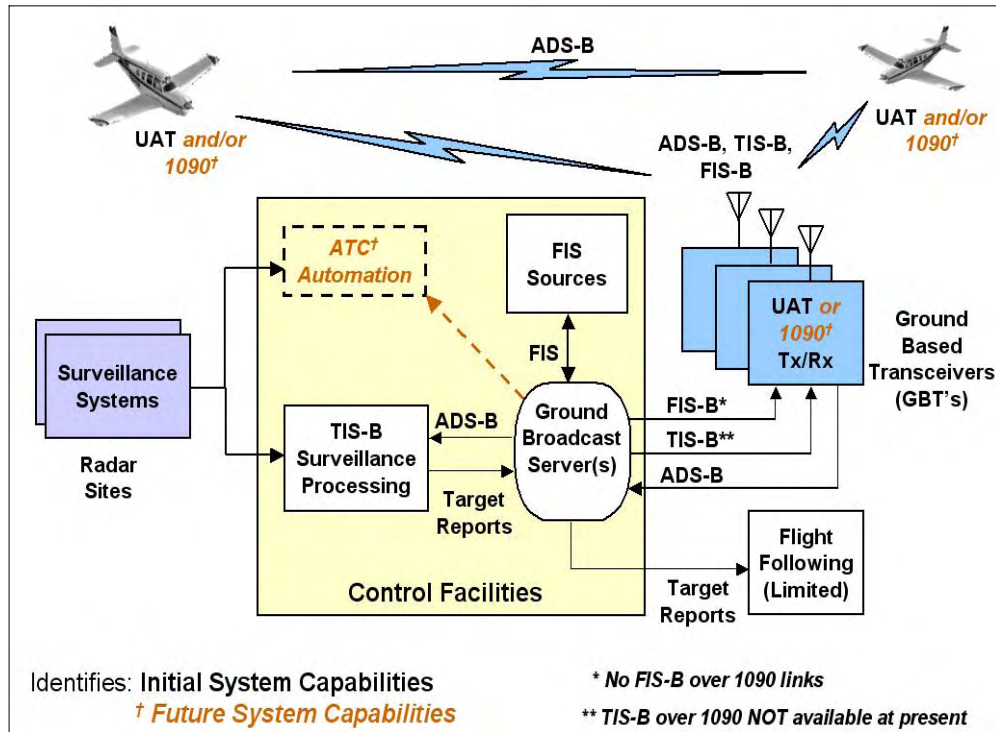 ADS-B
UAT and/or
1090†
UAT and/or
1090†
ADS-B, TIS-B,
FIS-B
ATC†
Automation
FIS
Sources
UAT or
1090†
Tx/Rx
Ground
Based
Transceivers
(GBT's)
Surveillance
Systems
Radar
Sites
FIS
TIS-B
Surveillance
Processing
ADS-B
Target
Reports
Ground
Broadcast
Server(s)
FIS-B*
TIS-B**
ADS-B
Flight
Following
(Limited)
Target
Reports
Control Facilities
Identifies: Initial System Capabilities
† Future System Capabilities
* No FIS-B over 1090 links
** TIS-B over 1090 NOT available at present